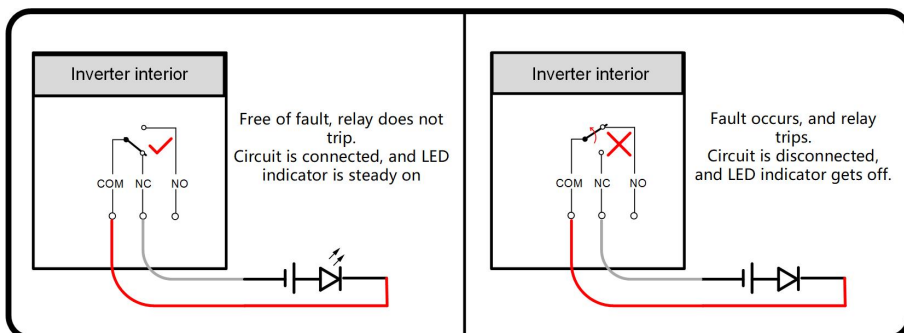 Inverter interior
Free of fault, relay does not
trip.
Circuit is connected, and LED
indicator is steady on
COM NC NO
Inverter interior
Fault occurs, and relay
trips.
Circuit is disconnected,
and LED indicator gets off.
COM NC NO